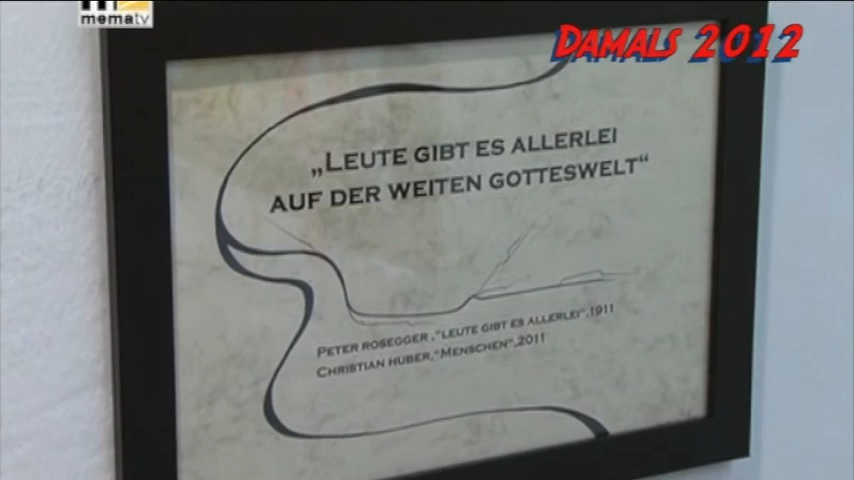 mematv
DAMALS 2012
„LEUTE GIBT ES ALLERLEI
AUF DER WEITEN GOTTESWELT“
PETER ROSEGGER ,"LEUTE GIBT ES ALLERLEI",1911
CHRISTIAN HUBER,"MENSCHEN",2011